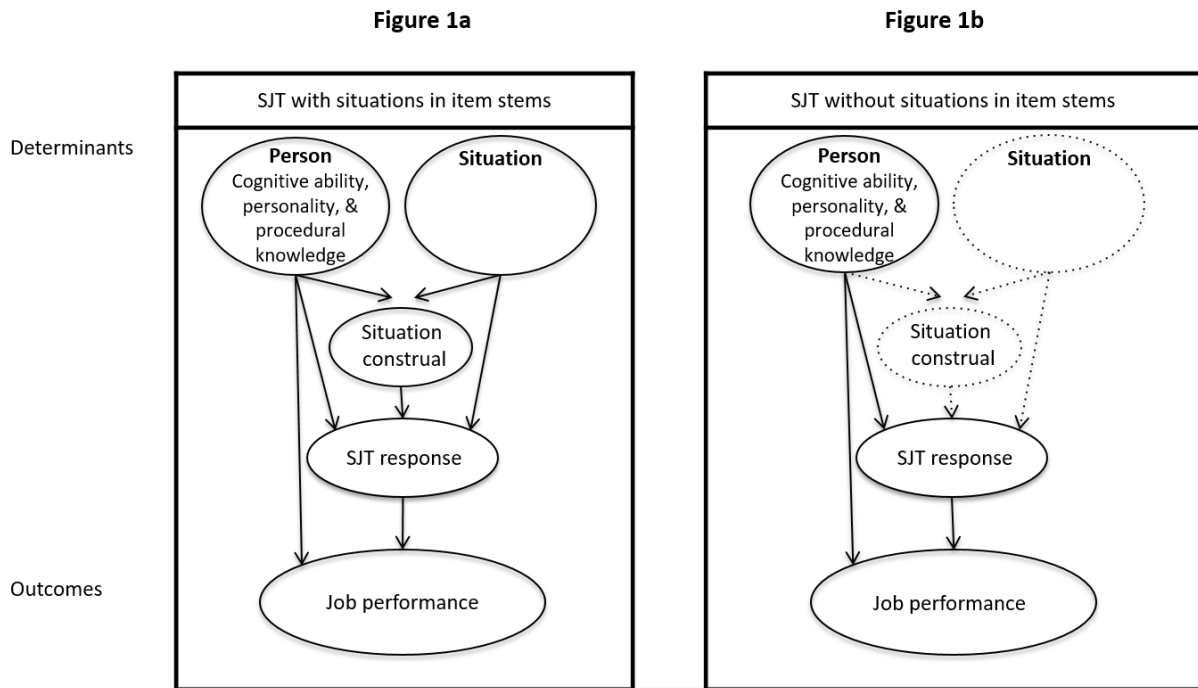 Figure 1a
Figure 1b
SJT with situations in item stems
SJT without situations in item stems
Determinants
Person
Cognitive ability,
personality, &
procedural
knowledge
Situation
Person
Cognitive ability,
personality, &
procedural
knowledge
Situation
Situation
construal
Situation
construal
SJT response
SJT response
Outcomes
Job performance
Job performance